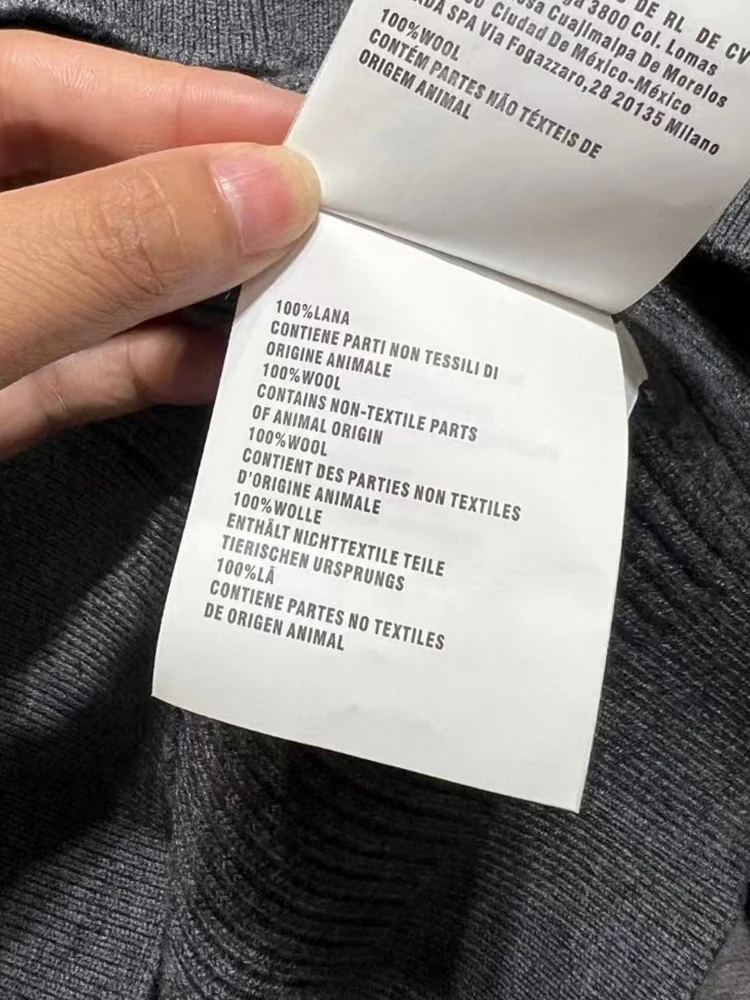 DE RL DE CV
3800 Col. Lomas
Cuajimalpa De Morelos
Ciudad De México-México
SPA Via Fogazzaro,28 20135 Milano
100%WOOL
CONTÉM PARTES NÃO TÉXTEIS DE
ORIGEM ANIMAL
100%LANA
CONTIENE PARTI NON TESSILI DI
ORIGINE ANIMALE
100%WOOL
CONTAINS NON-TEXTILE PARTS
OF ANIMAL ORIGIN
100%WOOL
CONTIENT DES PARTIES NON TEXTILES
D'ORIGINE ANIMALE
100%WOLLE
ENTHÄLT NICHTTEXTILE TEILE
TIERISCHEN URSPRUNGS
100%LÃ
CONTIENE PARTES NO TEXTILES
DE ORIGEN ANIMAL